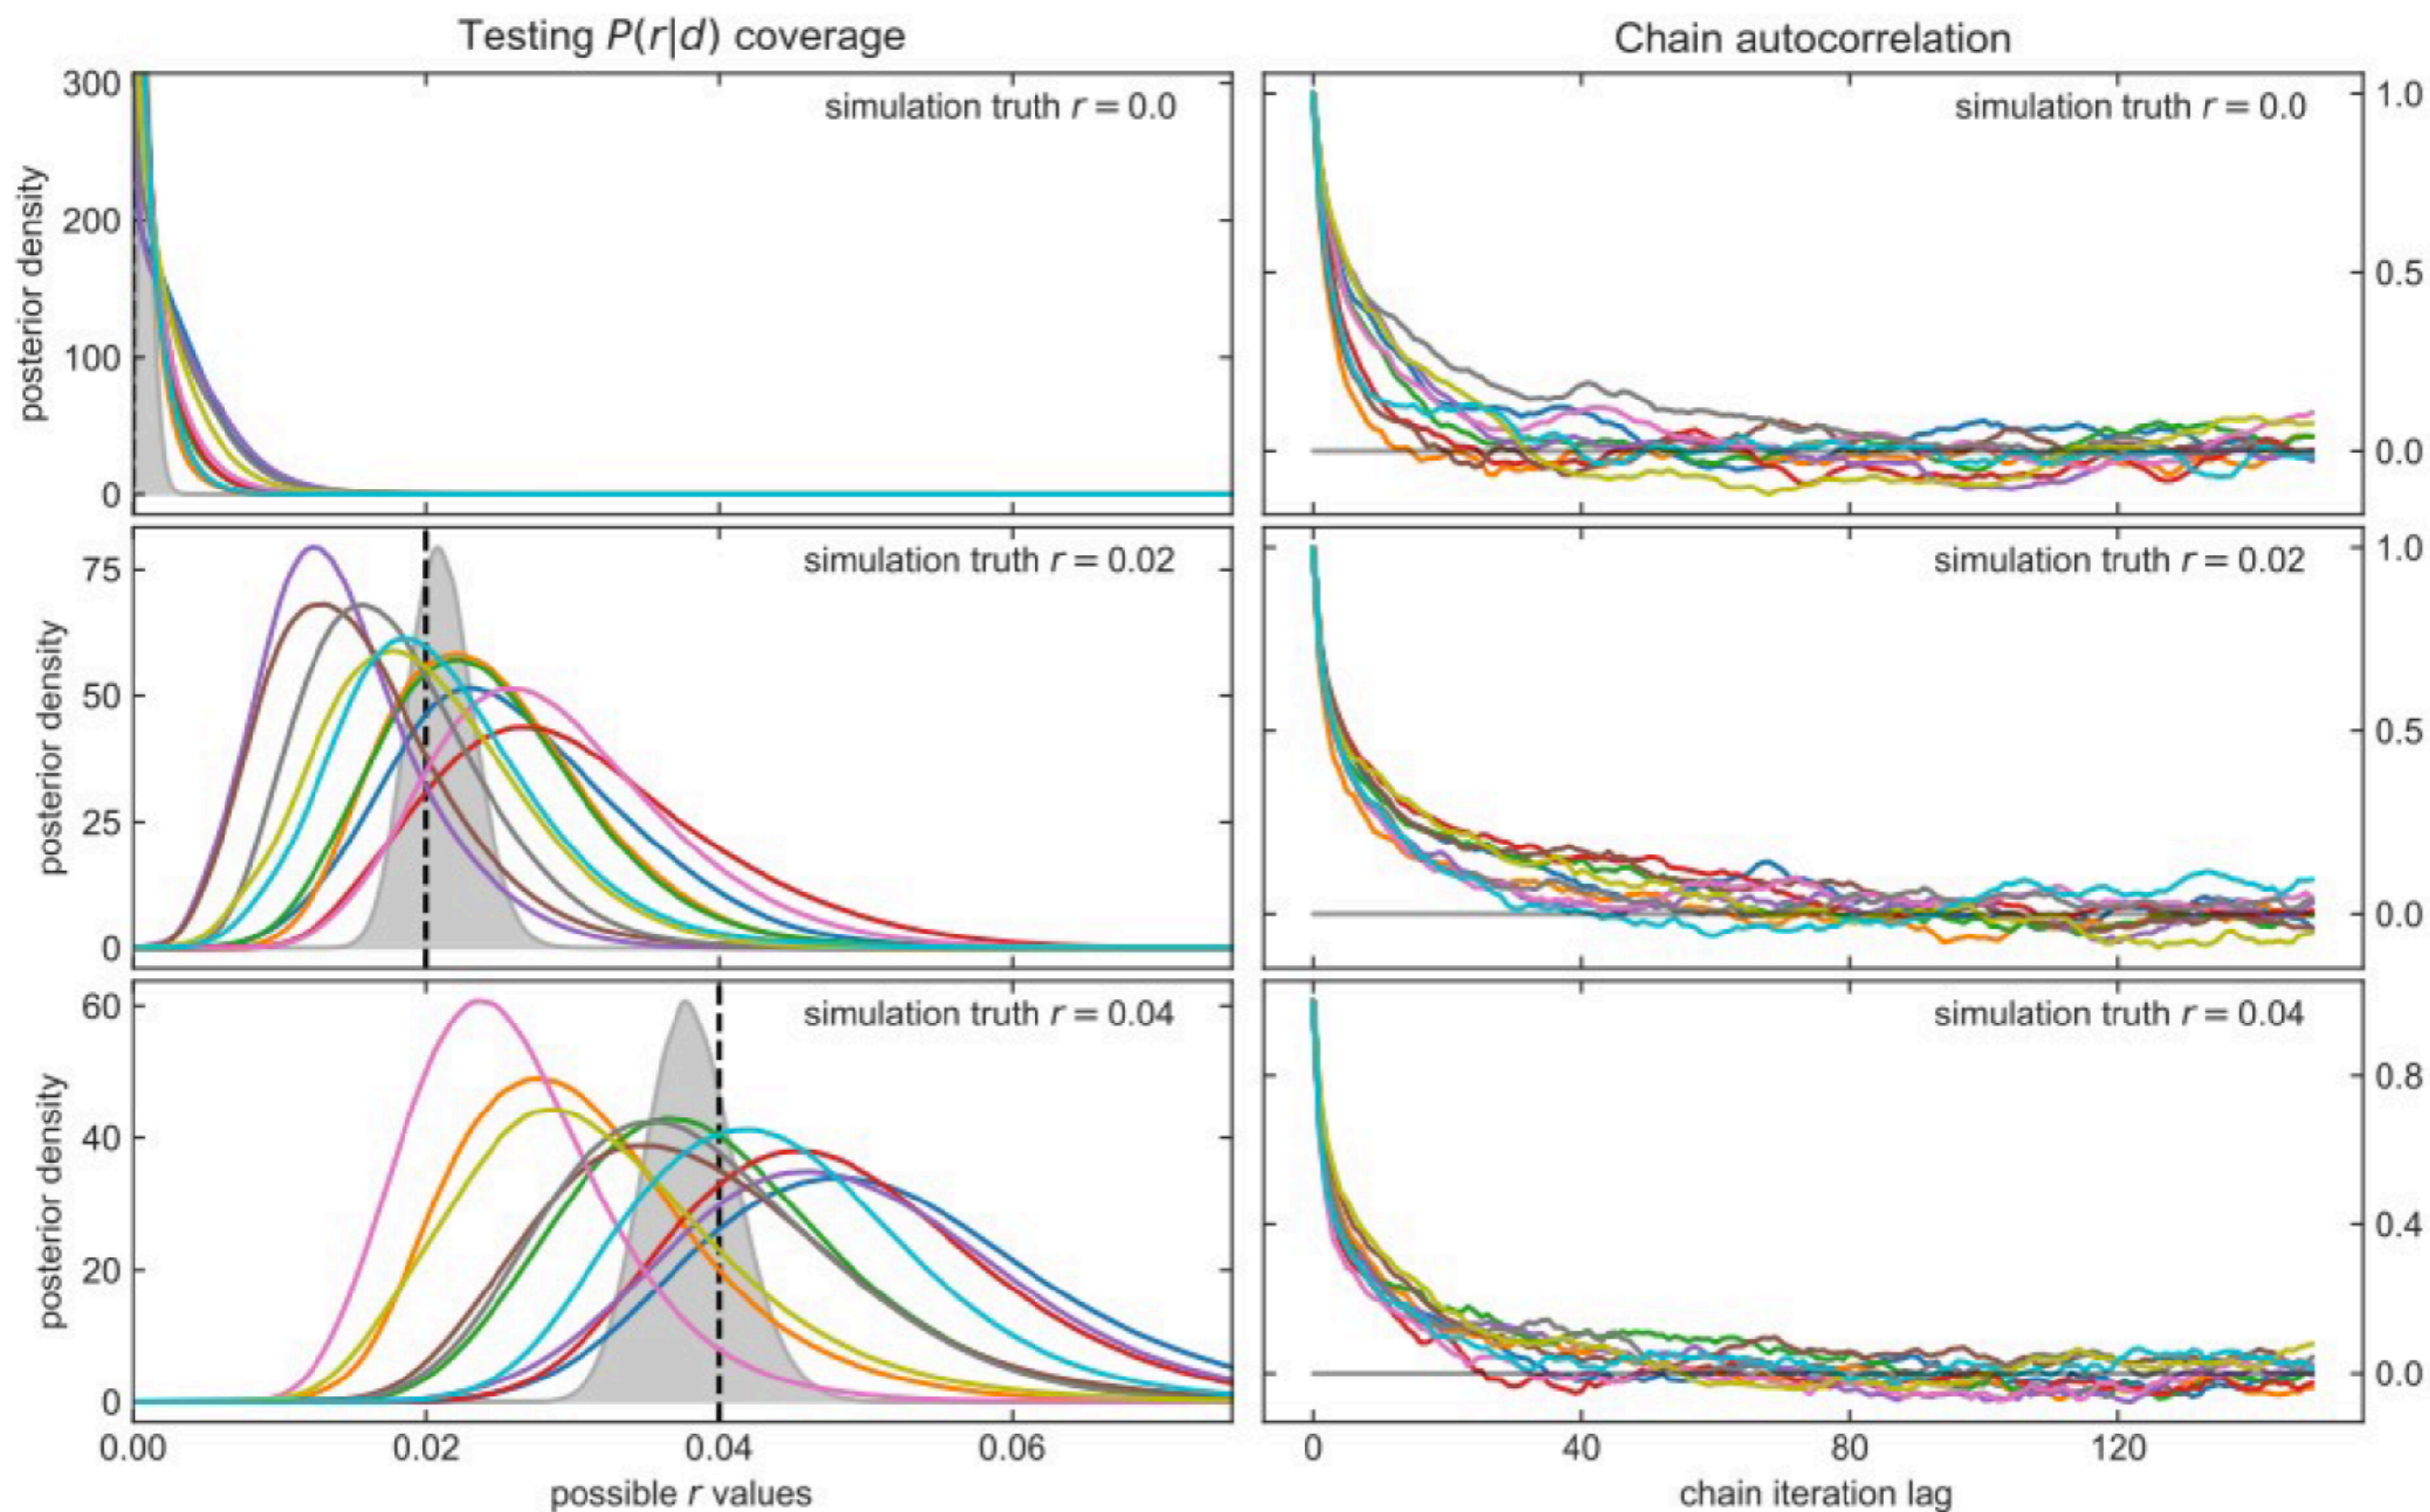 Testing P(r|d) coverage
Chain autocorrelation
300
200
100
0
posterior density
simulation truth r = 0.0
simulation truth r = 0.0
1.0
0.5
0.0
75
50
25
0
posterior density
simulation truth r = 0.02
simulation truth r = 0.02
1.0
0.5
0.0
60
40
20
0
posterior density
simulation truth r = 0.04
simulation truth r = 0.04
0.8
0.4
0.0
0.00 0.02 0.04 0.06
0 40 80 120
possible r values
chain iteration lag